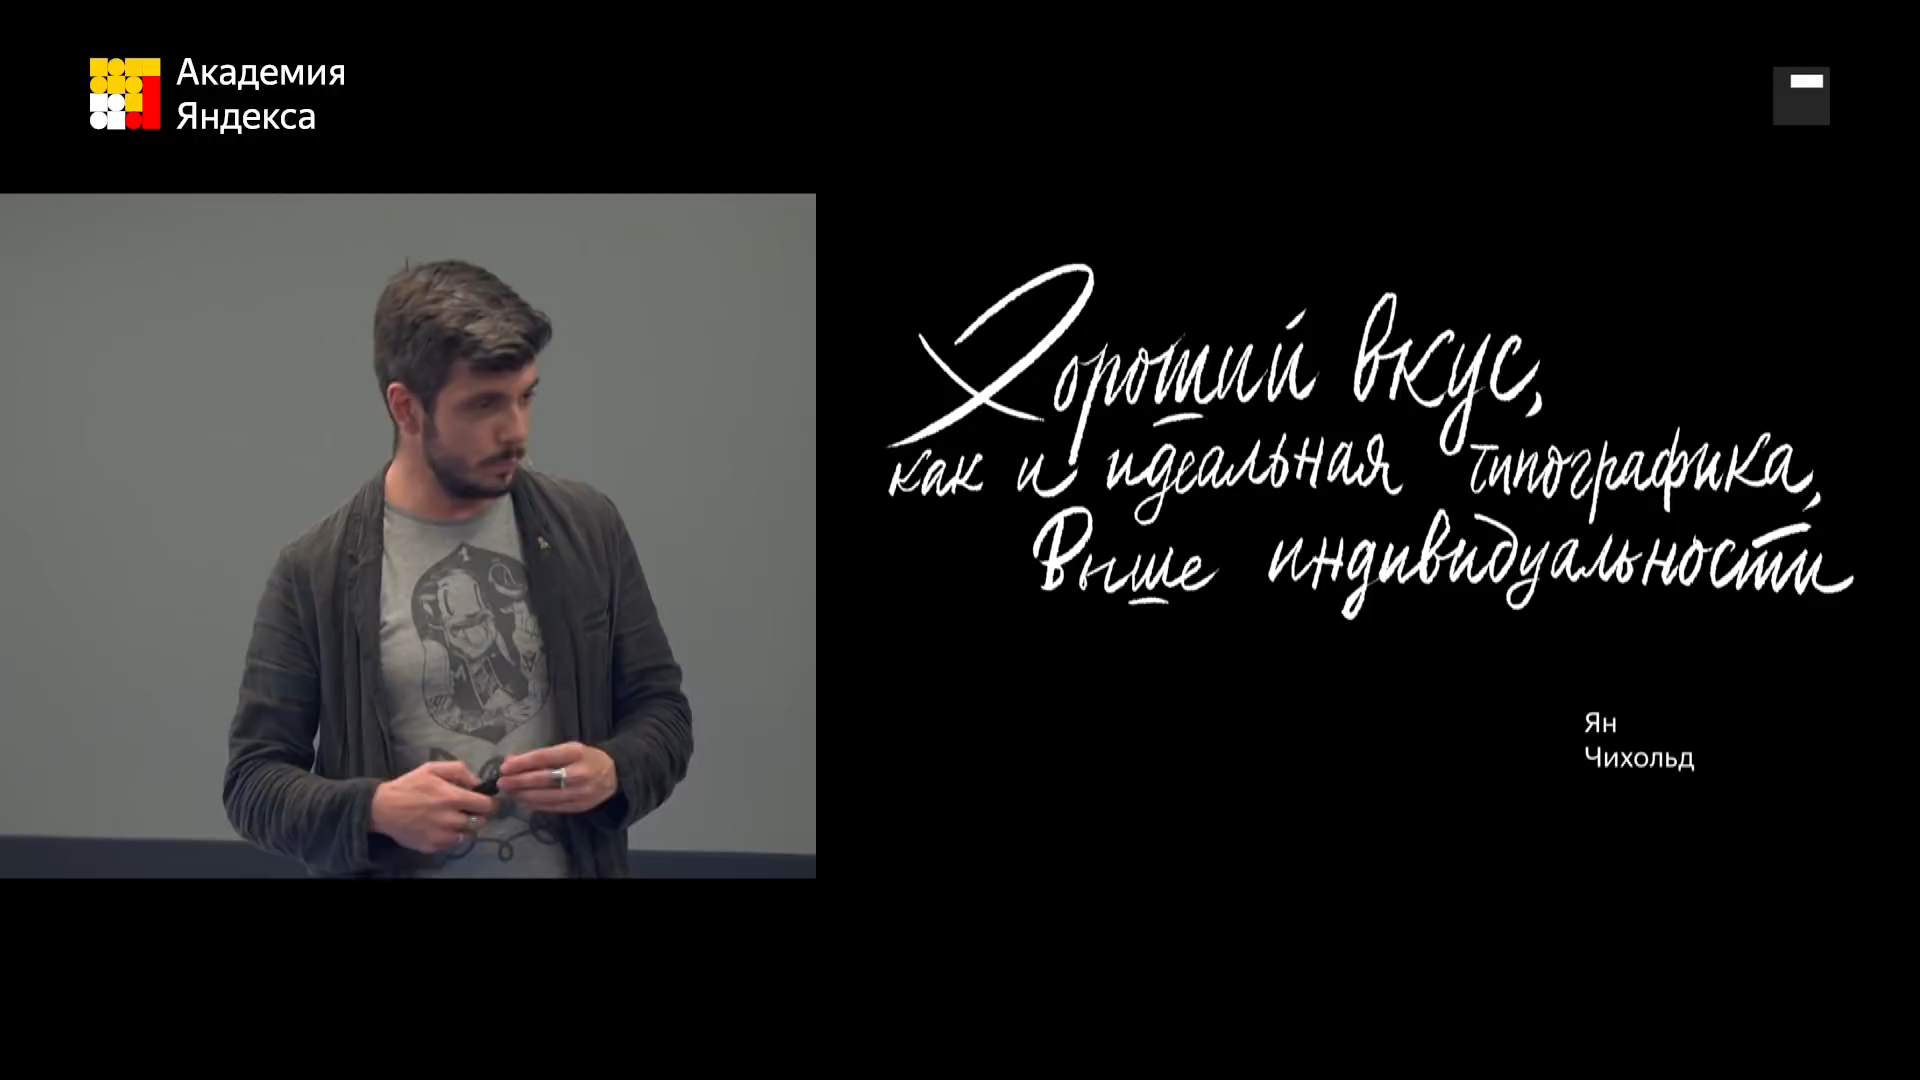 Академия
Яндекса
Хороший вкус,
как и идеальная типографика,
Выше индивидуальности
Ян
Чихольд